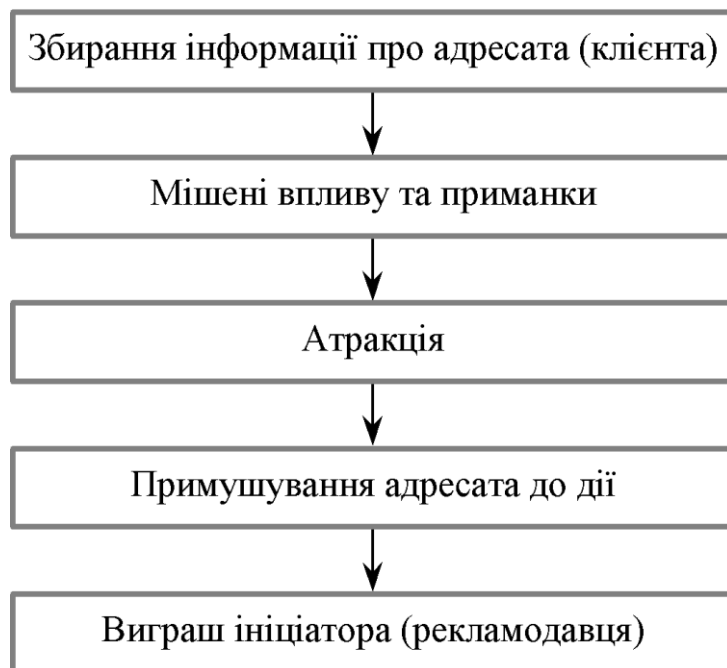 Збирання інформації про адресата (клієнта)
Мішені впливу та приманки
Атракція
Примушування адресата до дії
Виграш ініціатора (рекламодавця)